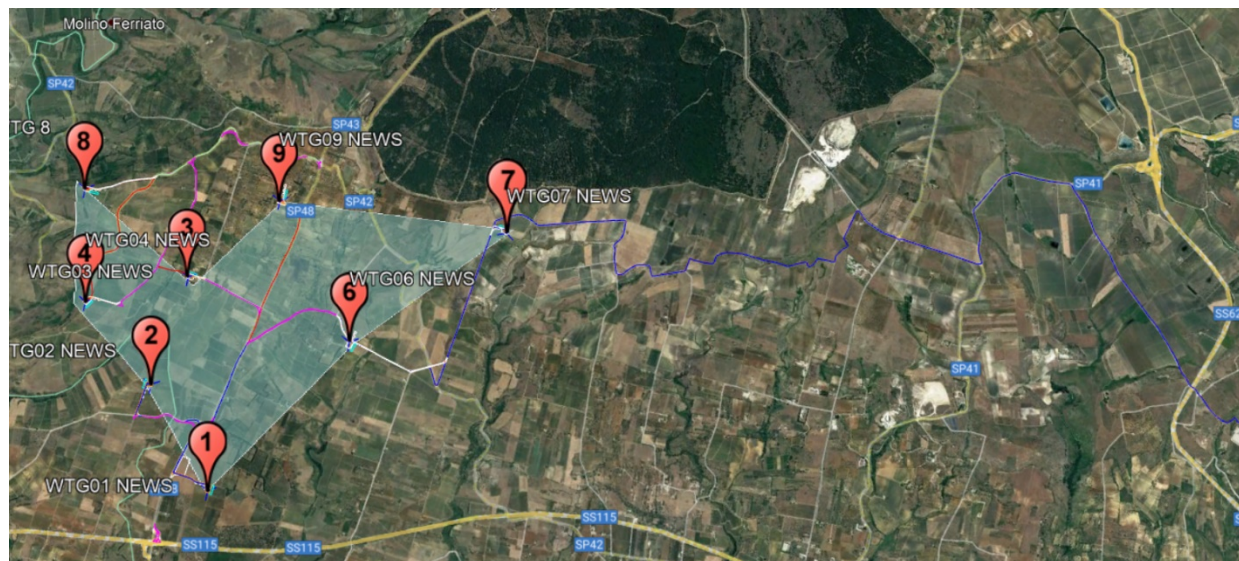 Molino Ferriato
SP42
TG 8
8
SP43
WTG09 NEWS
9
7
WTG07 NEWS
SP42
SP48
SP41
3
WTG04 NEWS
4
WTG03 NEWS
6
WTG06 NEWS
2
TG02 NEWS
SS62
SP41
1
WTG01 NEWS
SS115
SS115
SS115
SP42